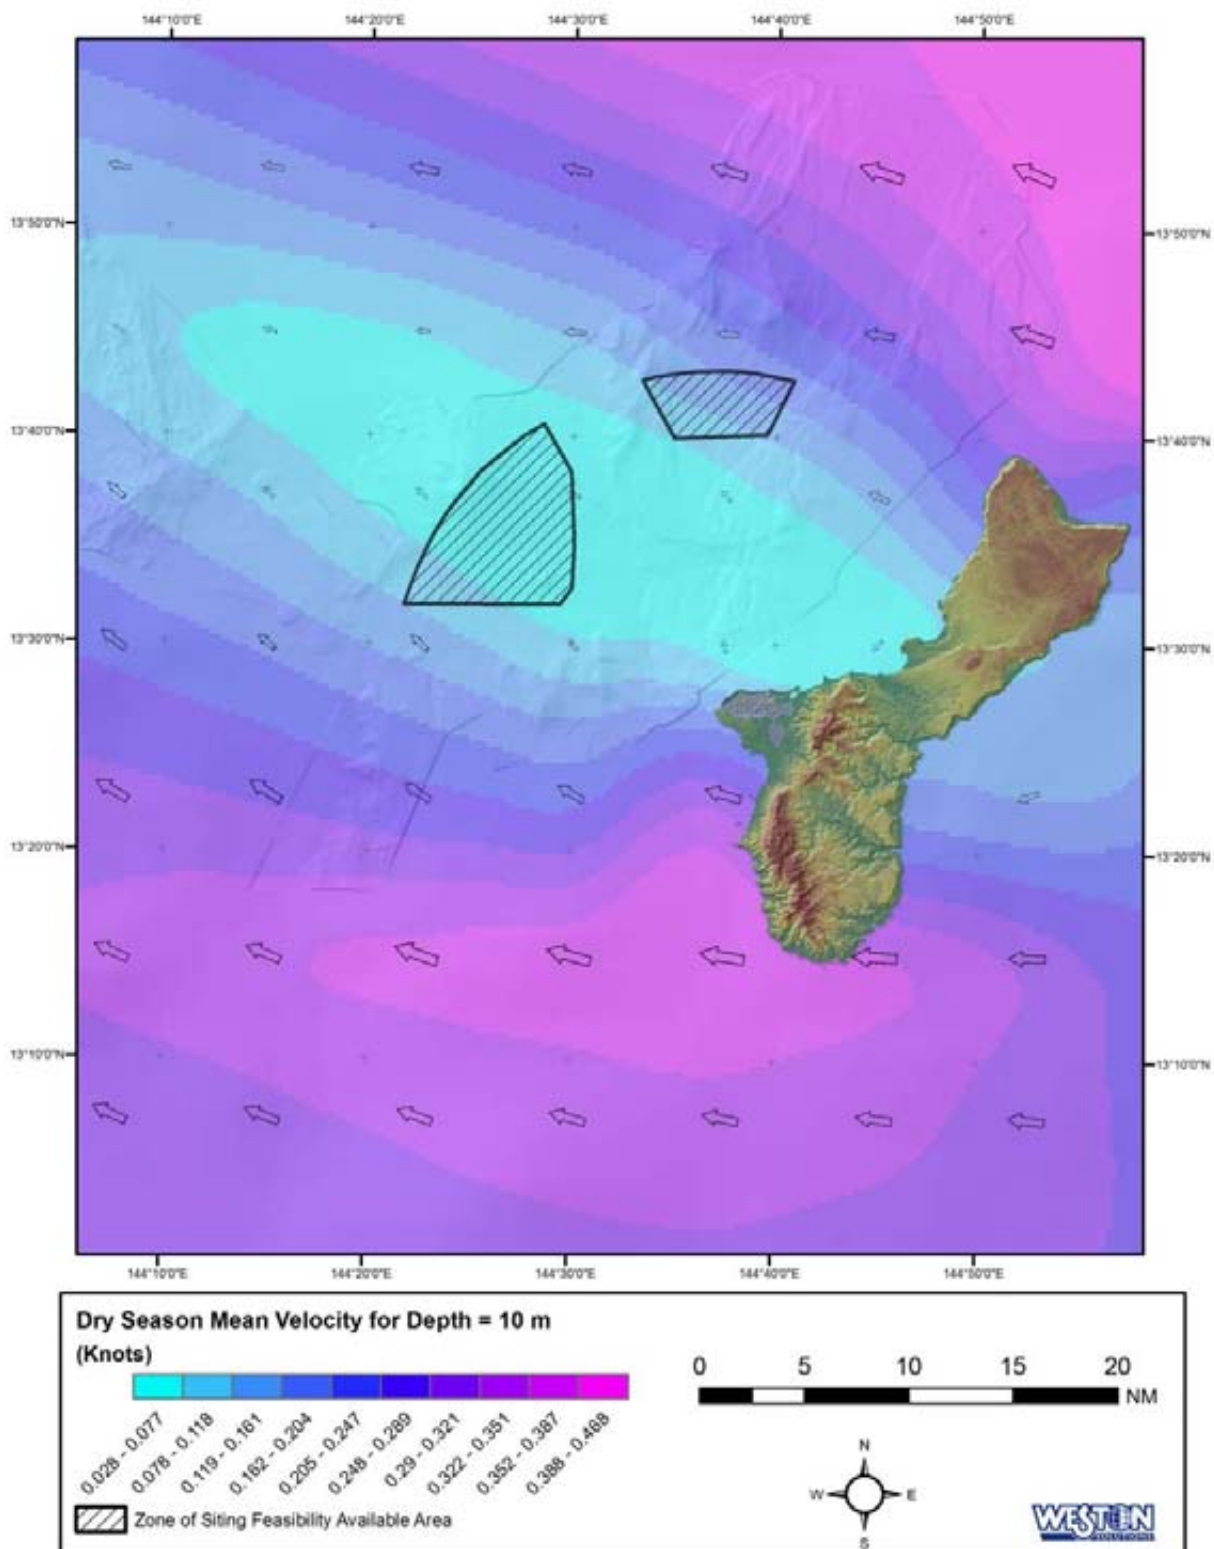 144°10'0"E 144°20'0"E 144°30'0"E 144°40'0"E 144°50'0"E
13°50'0"N 13°50'0"N
13°40'0"N 13°40'0"N
13°30'0"N 13°30'0"N
13°20'0"N 13°20'0"N
13°10'0"N 13°10'0"N
144°10'0"E 144°20'0"E 144°30'0"E 144°40'0"E 144°50'0"E
Dry Season Mean Velocity for Depth = 10 m
(Knots)
0.028 - 0.077
0.078 - 0.118
0.119 - 0.161
0.162 - 0.204
0.205 - 0.247
0.248 - 0.289
0.29 - 0.321
0.322 - 0.351
0.352 - 0.387
0.388 - 0.468
Zone of Siting Feasibility Available Area
0 5 10 15 20
NM
N
W E
S
WESTON
SOLUTIONS